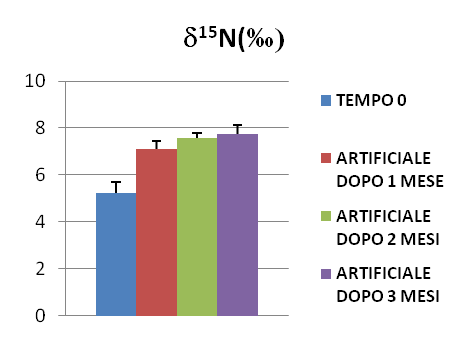 δ¹⁵N(‰)
10
8
6
4
2
0
TEMPO 0
ARTIFICIALE
DOPO 1 MESE
ARTIFICIALE
DOPO 2 MESI
ARTIFICIALE
DOPO 3 MESI